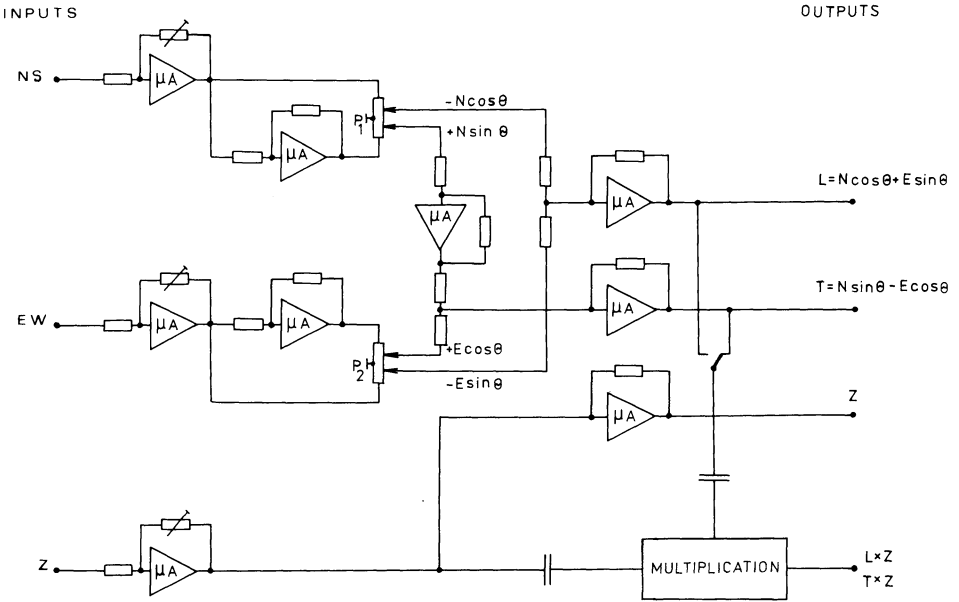 INPUTS
OUTPUTS
NS
μA
P1
-Ncosθ
+Nsin θ
μA
μA
μA
L=Ncosθ+Esinθ
EW
μA
μA
μA
T=Nsinθ-Ecosθ
P2
+Ecosθ
-Esinθ
μA
Z
Z
μA
MULTIPLICATION
L×Z
T×Z